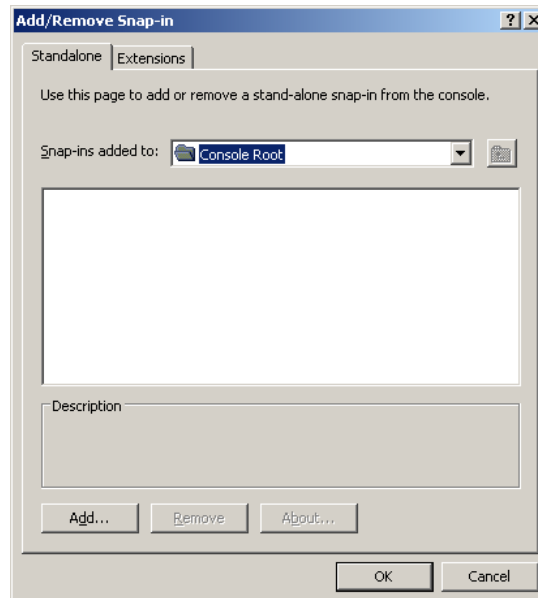 Add/Remove Snap-in
Standalone Extensions
Use this page to add or remove a stand-alone snap-in from the console.
Snap-ins added to: Console Root
Description
Add... Remove About...
OK Cancel